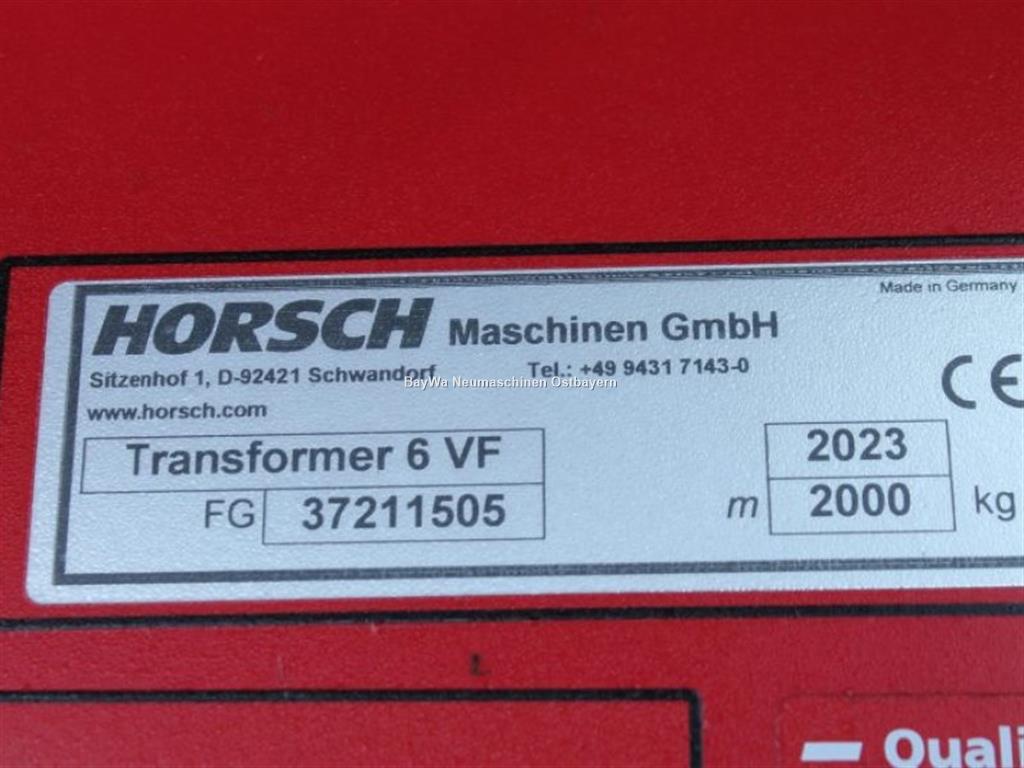 Made in Germany
HORSCH Maschinen GmbH
Sitzenhof 1, D-92421 Schwandorf Tel.: +49 9431 7143-0
BayWa Neumaschinen Ostbayern
www.horsch.com
CE
Transformer 6 VF 2023
FG 37211505 m 2000 kg
Quali